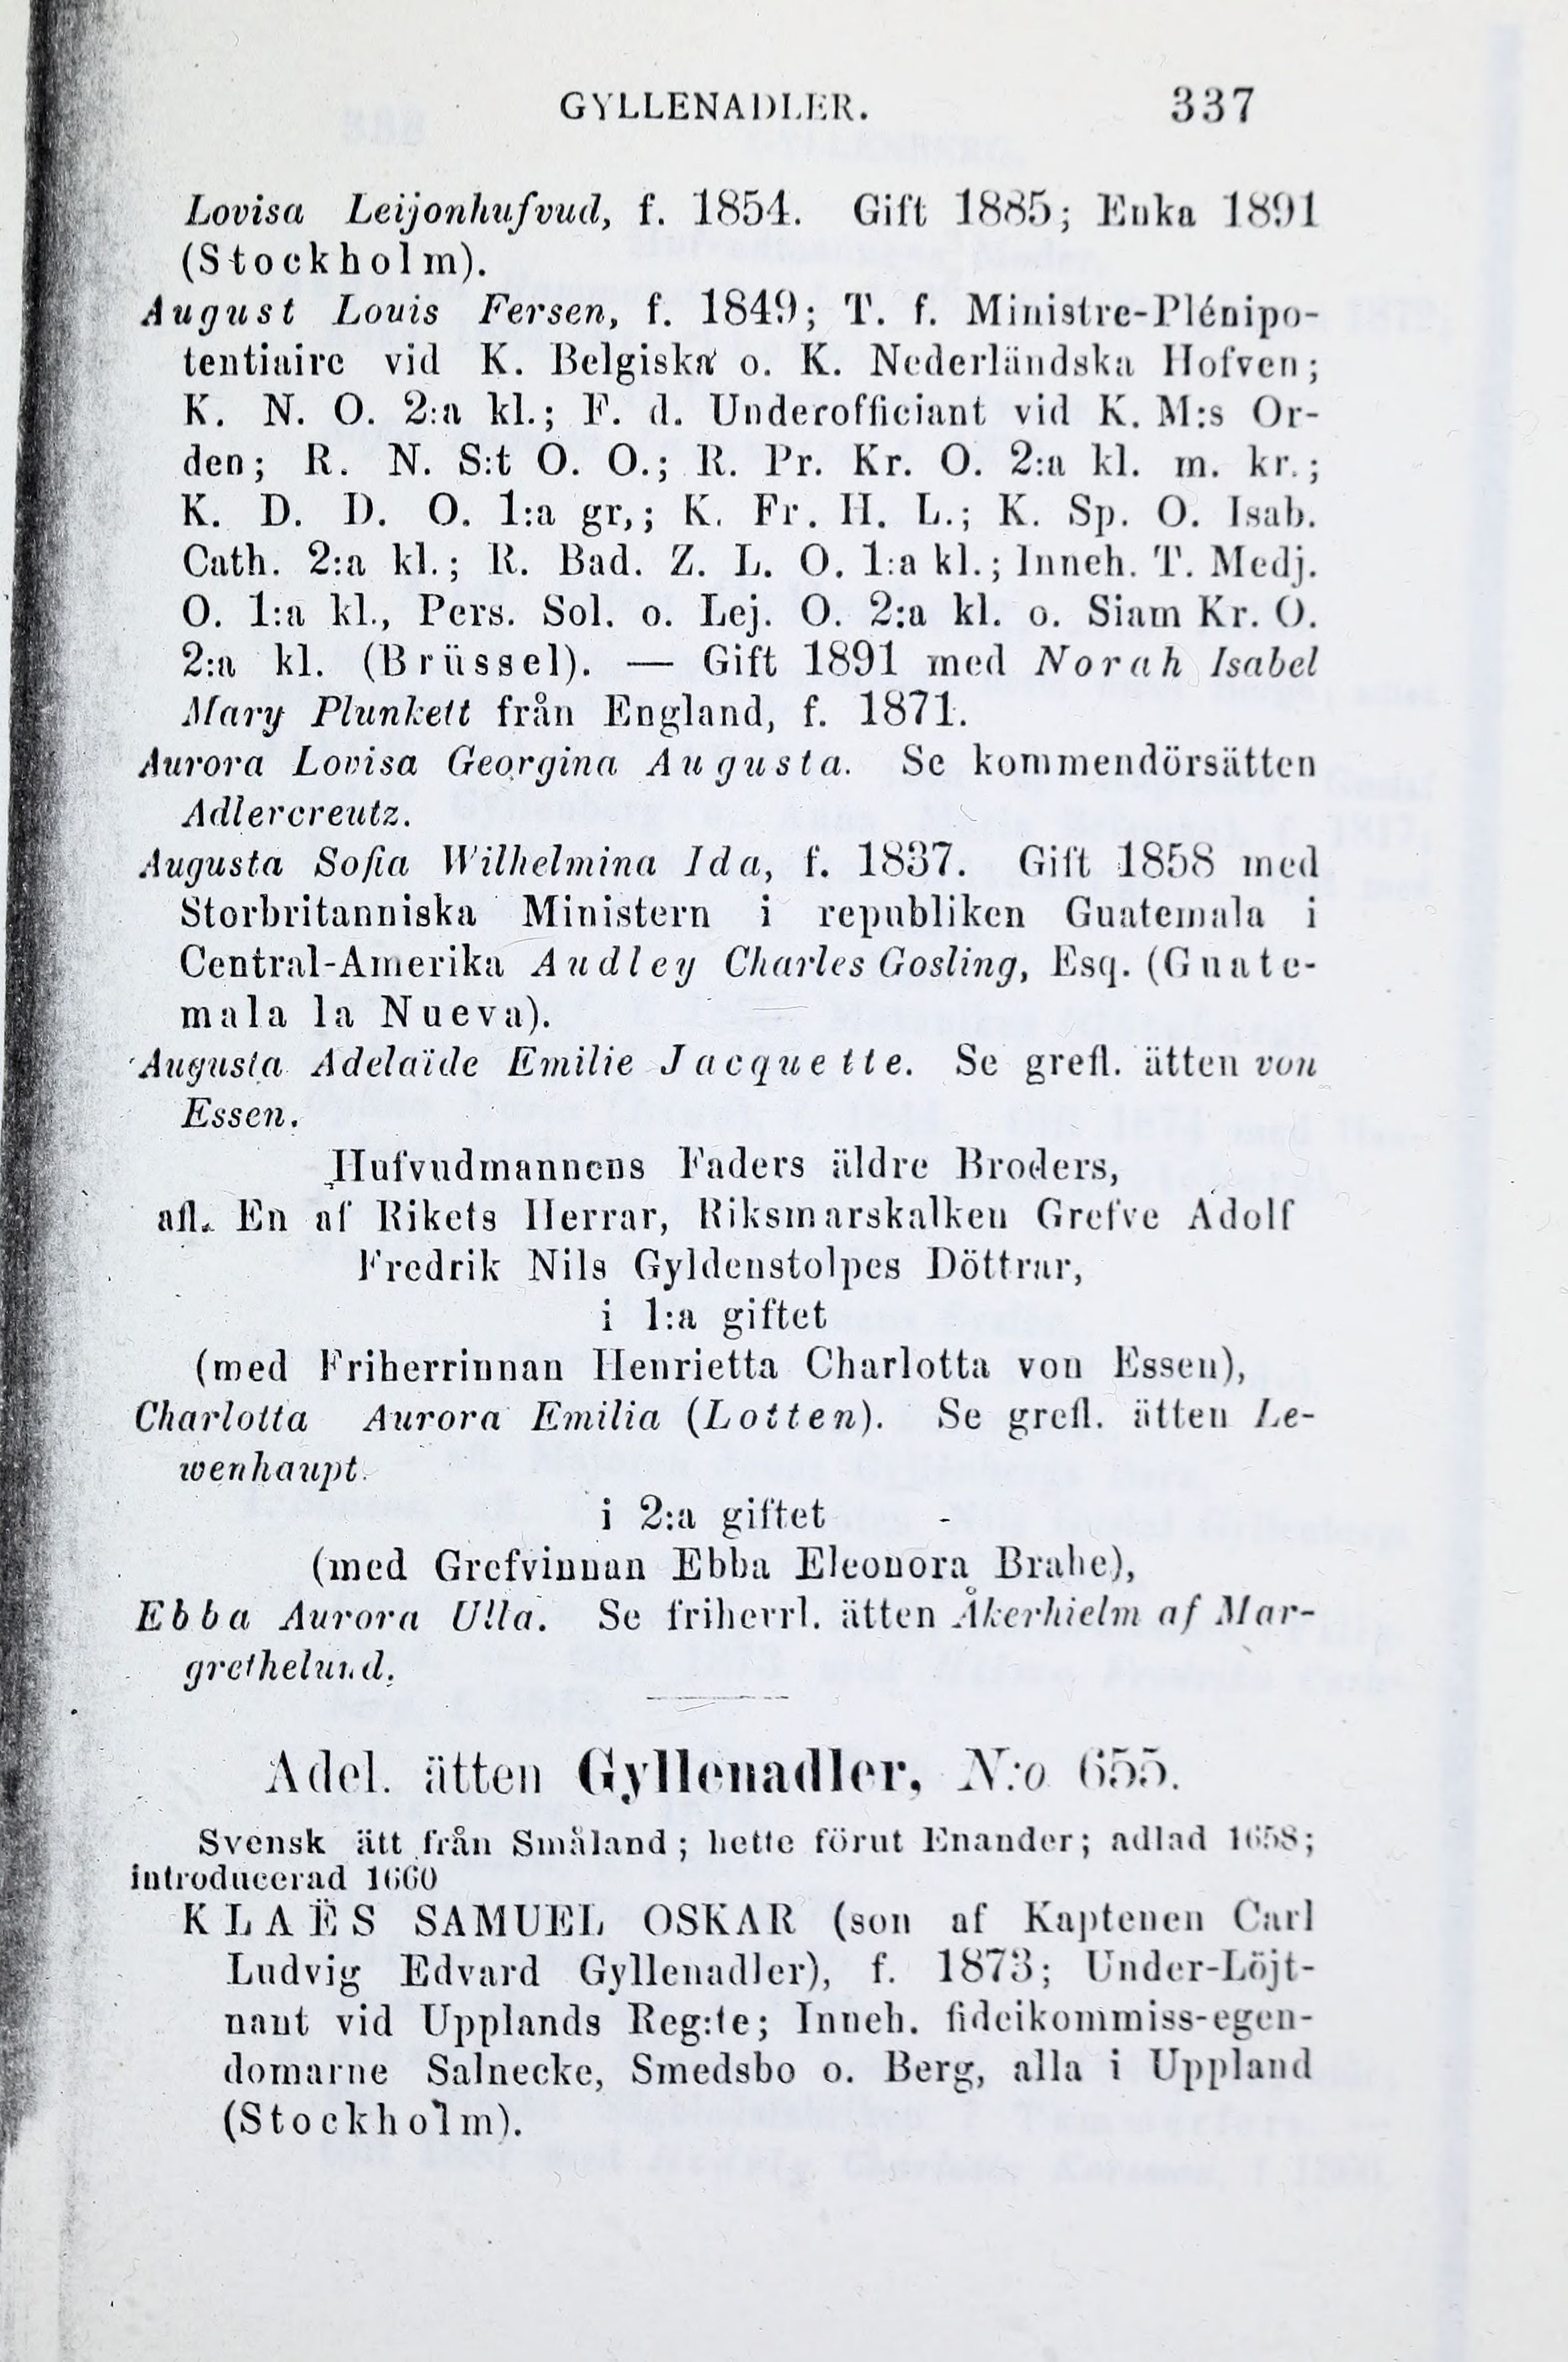 GYLLENADLER. 337
Lovisa Leijonhufvud, f. 1854. Gift 1885; Enka 1891
(Stockholm).
August Louis Fersen, f. 1849; T. f. Ministre-Plénipo-
tentiaire vid K. Belgiska o. K. Nederländska Hofven;
K. N. O. 2:a kl.; F. d. Underofficiant vid K. M:s Or-
den; R. N. S:t O. O.; R. Pr. Kr. O. 2:a kl. m. kr.;
K. D. D. O. 1:a gr,; K. Fr. H. L.; K. Sp. O. Isab.
Cath. 2:a kl.; R. Bad. Z. L. O. 1:a kl.; Inneh. T. Medj.
O. 1:a kl., Pers. Sol. o. Lej. O. 2:a kl. o. Siam Kr. O.
2:a kl. (Brüssel). — Gift 1891 med Norah Isabel
Mary Plunkett från England, f. 1871.
Aurora Lovisa Georgina Augusta. Se kommendörsätten
Adlercreutz.
Augusta Sofia Wilhelmina Ida, f. 1837. Gift 1858 med
Storbritanniska Ministern i republiken Guatemala i
Central-Amerika Audley Charles Gosling, Esq. (Guate-
mala la Nueva).
Augusta Adelaïde Emilie Jacquette. Se grefl. ätten von
Essen.
Hufvudmannens Faders äldre Broders,
afl. En af Rikets Herrar, Riksmarskalken Grefve Adolf
Fredrik Nils Gyldenstolpes Döttrar,
i 1:a giftet
(med Friherrinnan Henrietta Charlotta von Essen),
Charlotta Aurora Emilia (Lotten). Se grefl. ätten Le-
wenhaupt.
i 2:a giftet
(med Grefvinnan Ebba Eleonora Brahe),
Ebba Aurora Ulla. Se friherrl. ätten Åkerhielm af Mar-
grethelund.
Adel. ätten Gyllenadler, N:o 655.
Svensk ätt från Småland; hette förut Enander; adlad 1658;
introducerad 1660
KLAËS SAMUEL OSKAR (son af Kaptenen Carl
Ludvig Edvard Gyllenadler), f. 1873; Under-Löjt-
nant vid Upplands Reg:te; Inneh. fideikommiss-egen-
domarne Salnecke, Smedsbo o. Berg, alla i Uppland
(Stockholm).